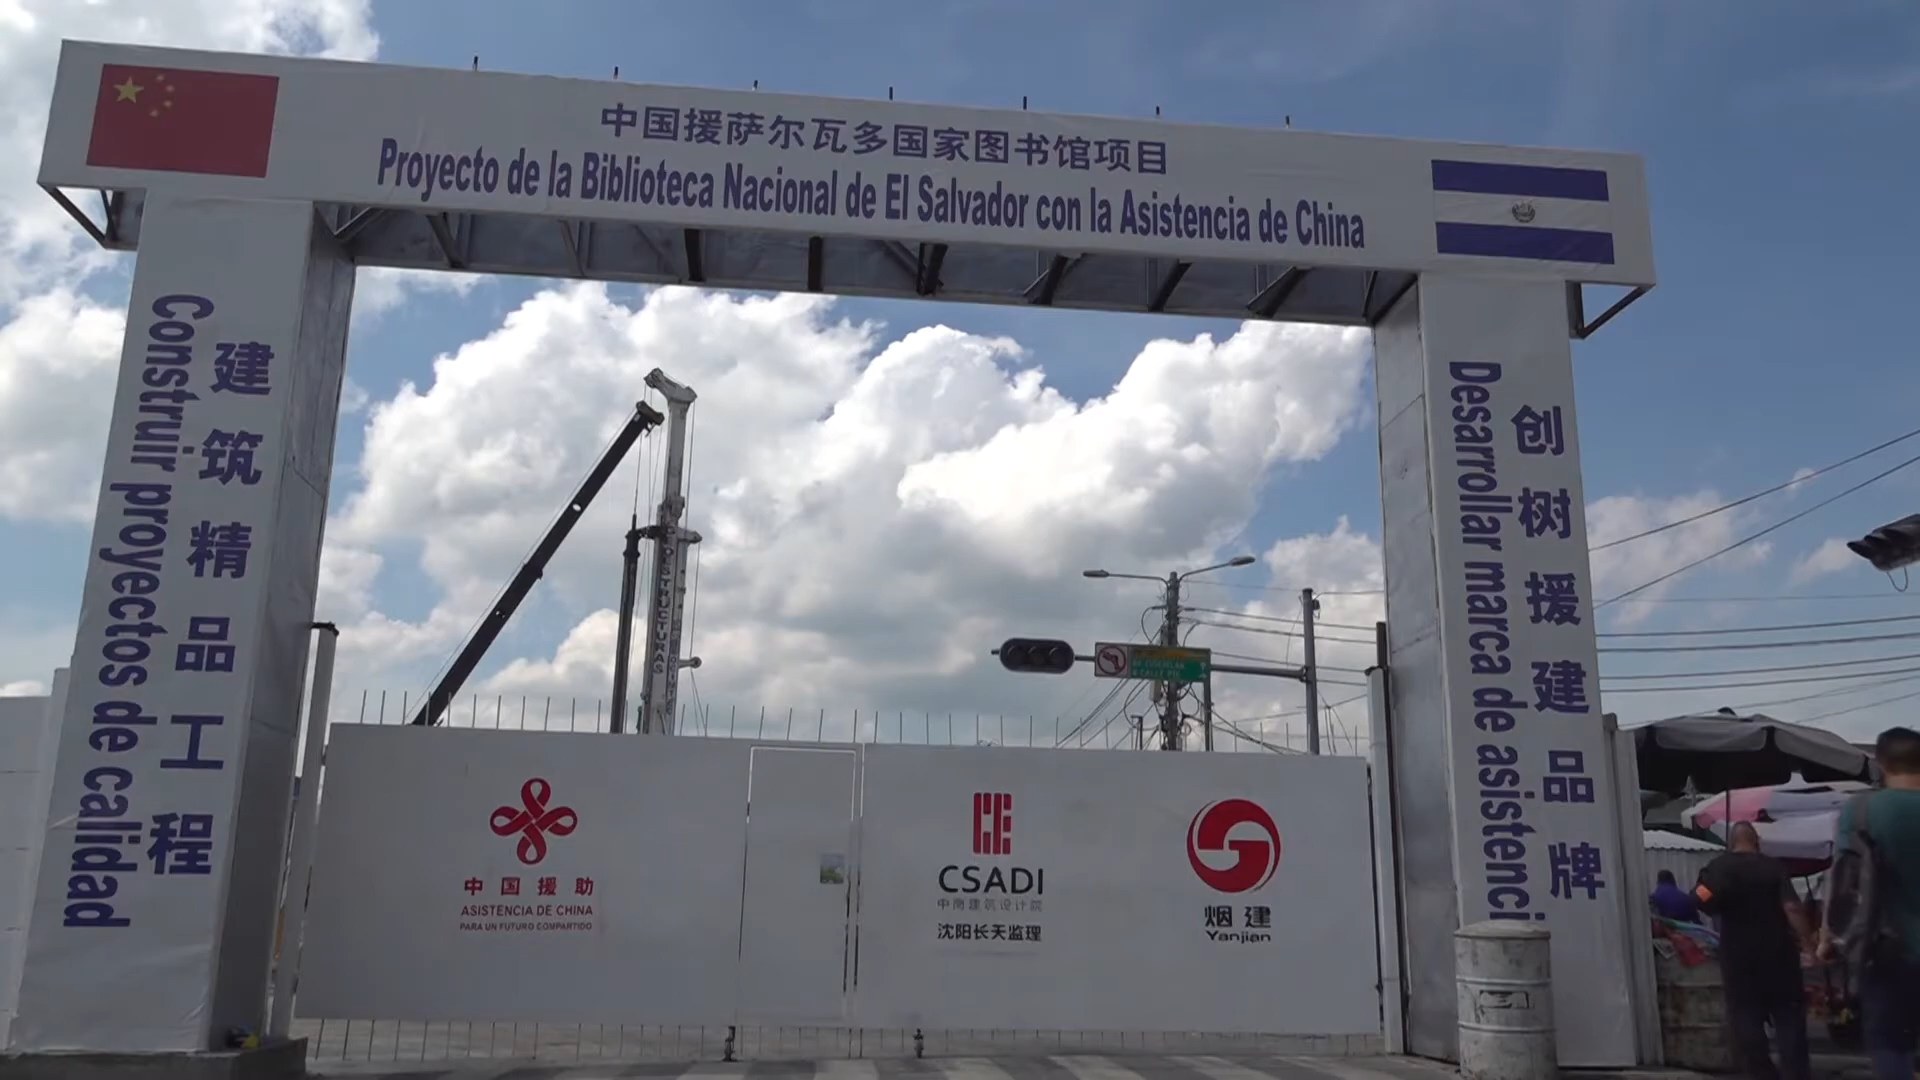 中国援萨尔瓦多国家图书馆项目
Proyecto de la Biblioteca Nacional de El Salvador con la Asistencia de China
建筑精品工程
Construir proyectos de calidad
创树援建品牌
Desarrollar marca de asistenci
ESTRUCTURAS
中国援助
ASISTENCIA DE CHINA
PARA UN FUTURO COMPARTIDO
CSADI
中商建筑设计院
沈阳长天监理
烟建
Yanjian